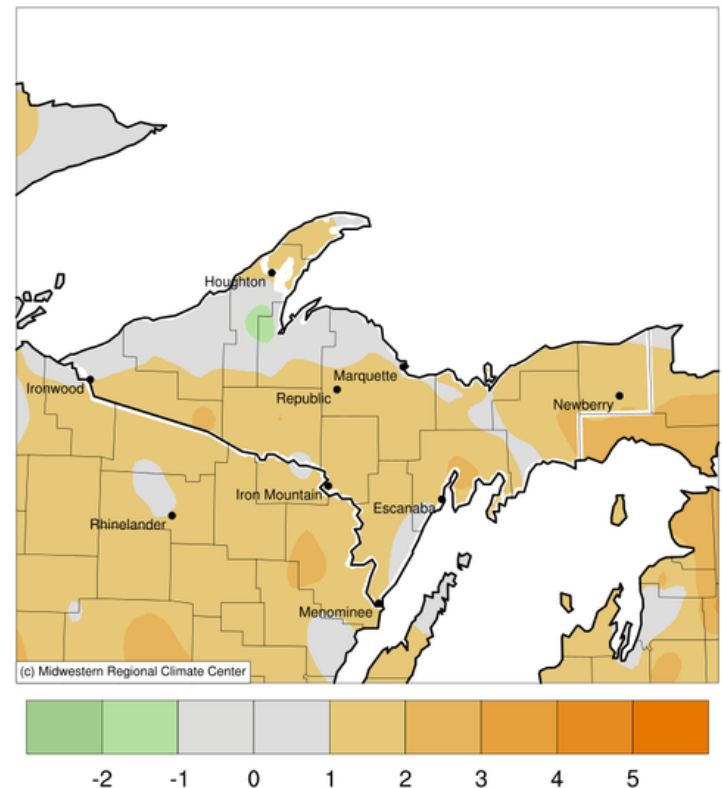 Houghton
Marquette
Ironwood
Republic
Newberry
Iron Mountain
Escanaba
Rhinelander
Menominee
(c) Midwestern Regional Climate Center
-2 -1 0 1 2 3 4 5